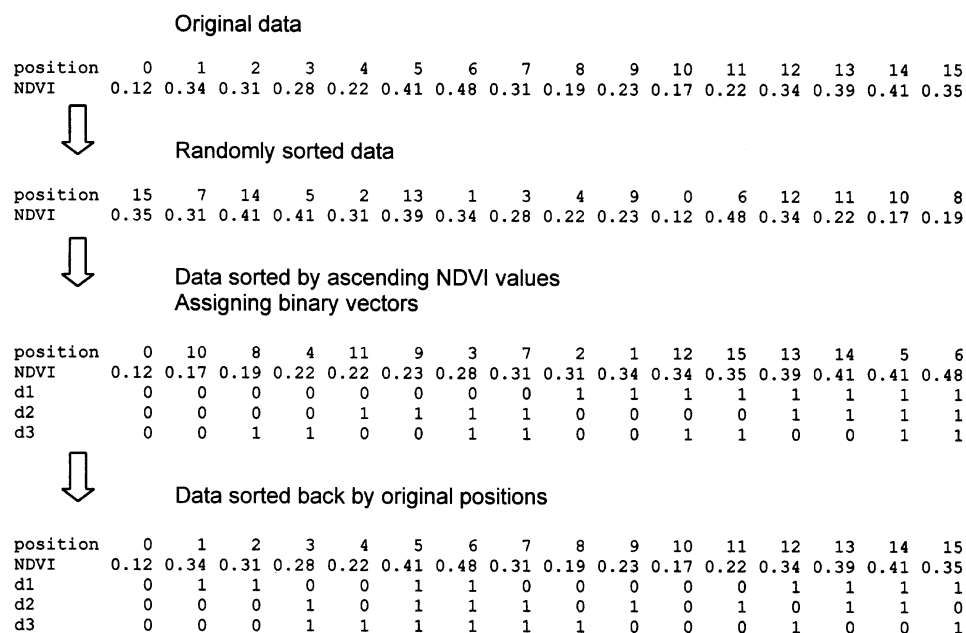 Original data
position 0 1 2 3 4 5 6 7 8 9 10 11 12 13 14 15
NDVI 0.12 0.34 0.31 0.28 0.22 0.41 0.48 0.31 0.19 0.23 0.17 0.22 0.34 0.39 0.41 0.35
Randomly sorted data
position 15 7 14 5 2 13 1 3 4 9 0 6 12 11 10 8
NDVI 0.35 0.31 0.41 0.41 0.31 0.39 0.34 0.28 0.22 0.23 0.12 0.48 0.34 0.22 0.17 0.19
Data sorted by ascending NDVI values
Assigning binary vectors
position 0 10 8 4 11 9 3 7 2 1 12 15 13 14 5 6
NDVI 0.12 0.17 0.19 0.22 0.22 0.23 0.28 0.31 0.31 0.34 0.34 0.35 0.39 0.41 0.41 0.48
d1 0 0 0 0 0 0 0 0 1 1 1 1 1 1 1 1
d2 0 0 0 0 1 1 1 1 0 0 0 0 1 1 1 1
d3 0 0 1 1 0 0 1 1 0 0 1 1 0 0 1 1
Data sorted back by original positions
position 0 1 2 3 4 5 6 7 8 9 10 11 12 13 14 15
NDVI 0.12 0.34 0.31 0.28 0.22 0.41 0.48 0.31 0.19 0.23 0.17 0.22 0.34 0.39 0.41 0.35
d1 0 1 1 0 0 1 1 0 0 0 0 0 1 1 1 1
d2 0 0 0 1 0 1 1 1 0 1 0 1 0 1 1 0
d3 0 0 0 1 1 1 1 1 1 0 0 0 1 0 0 1